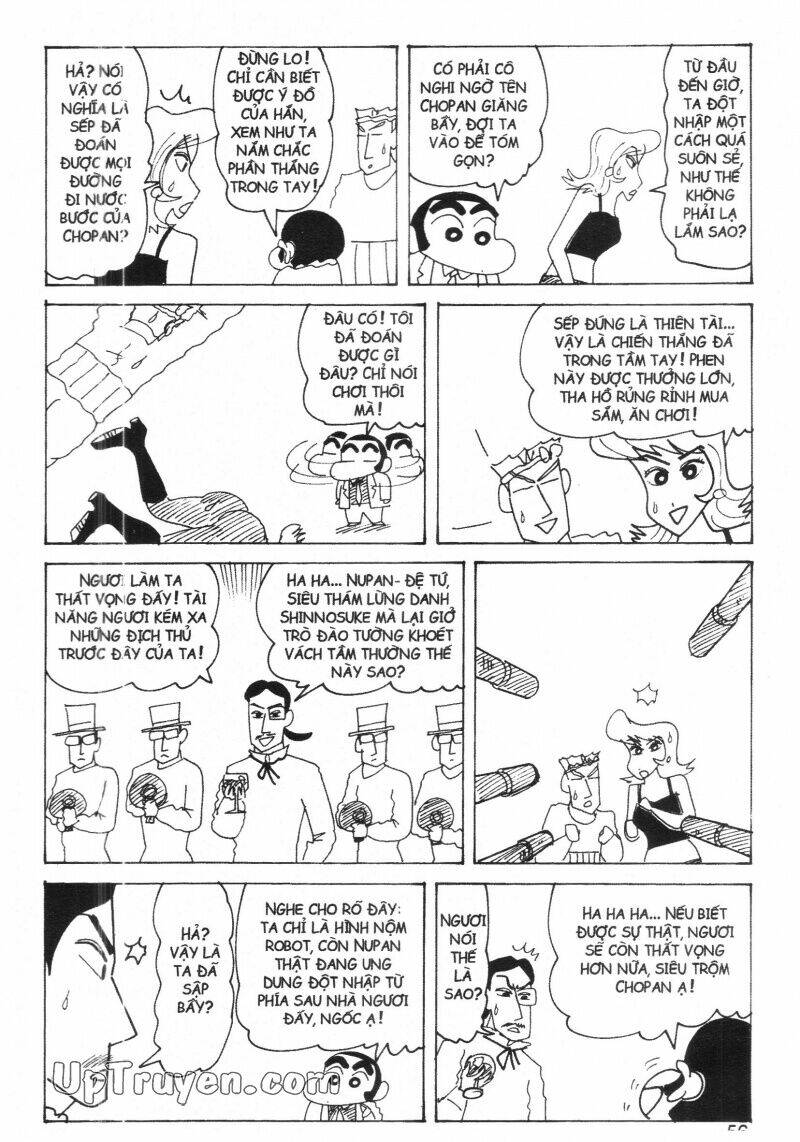 TỪ ĐẦU
ĐẾN GIỜ,
TA ĐỘT
NHẬP MỘT
CÁCH QUÁ
SUÔN SẺ,
NHƯ THẾ
KHÔNG
PHẢI LẠ
LẮM SAO?
CÓ PHẢI CÔ
NGHI NGỜ TÊN
CHOPAN GIĂNG
BẪY, ĐỢI TA
VÀO ĐỂ TÓM
GỌN?
ĐỪNG LO!
CHỈ CẦN BIẾT
ĐƯỢC Ý ĐỒ
CỦA HẮN,
XEM NHƯ TA
NẮM CHẮC
PHẦN THẮNG
TRONG TAY!
HẢ? NÓI
VẬY CÓ
NGHĨA LÀ
SẾP ĐÃ
ĐOÁN
ĐƯỢC MỌI
ĐƯỜNG
ĐI NƯỚC
BƯỚC CỦA
CHOPAN?
SẾP ĐÚNG LÀ THIÊN TÀI...
VẬY LÀ CHIẾN THẮNG ĐÃ
TRONG TẦM TAY! PHEN
NÀY ĐƯỢC THƯỞNG LỚN,
THA HỒ RỦNG RỈNH MUA
SẮM, ĂN CHƠI!
ĐÂU CÓ! TÔI
ĐÃ ĐOÁN
ĐƯỢC GÌ
ĐÂU? CHỈ NÓI
CHƠI THÔI
MÀ!
HA HA... NUPAN- ĐỆ TỨ,
SIÊU THÁM LỪNG DANH
SHINNOSUKE MÀ LẠI GIỞ
TRÒ ĐÀO TƯỜNG KHOÉT
VÁCH TẦM THƯỜNG THẾ
NÀY SAO?
NGƯƠI LÀM TA
THẤT VỌNG ĐẤY! TÀI
NĂNG NGƯƠI KÉM XA
NHỮNG ĐỊCH THỦ
TRƯỚC ĐÂY CỦA TA!
HA HA HA... NẾU BIẾT
ĐƯỢC SỰ THẬT, NGƯƠI
SẼ CÒN THẤT VỌNG
HƠN NỮA, SIÊU TRỘM
CHOPAN Ạ!
NGƯƠI
NÓI
THẾ
LÀ
SAO?
NGHE CHO RÕ ĐÂY:
TA CHỈ LÀ HÌNH NỘM
ROBOT, CÒN NUPAN
THẬT ĐANG UNG
DUNG ĐỘT NHẬP TỪ
PHÍA SAU NHÀ NGƯƠI
ĐẤY, NGỐC Ạ!
HẢ?
VẬY LÀ
TA ĐÃ
SẬP
BẪY?
UpTruyen.com